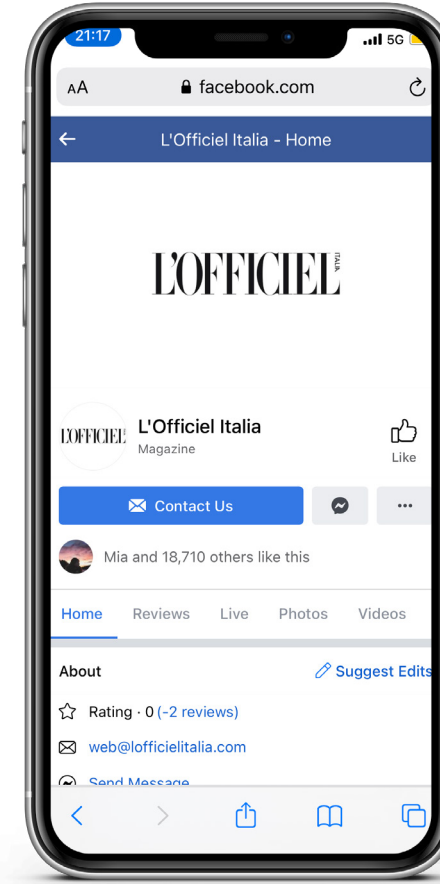 21:17 5G
AA facebook.com
L'Officiel Italia - Home
L'OFFICIEL ITALIA
L'OFFICIEL
L'Officiel Italia
Magazine
Like
Contact Us
Mia and 18,710 others like this
Home Reviews Live Photos Videos
About Suggest Edits
Rating · 0 (-2 reviews)
web@lofficielitalia.com
Send Message